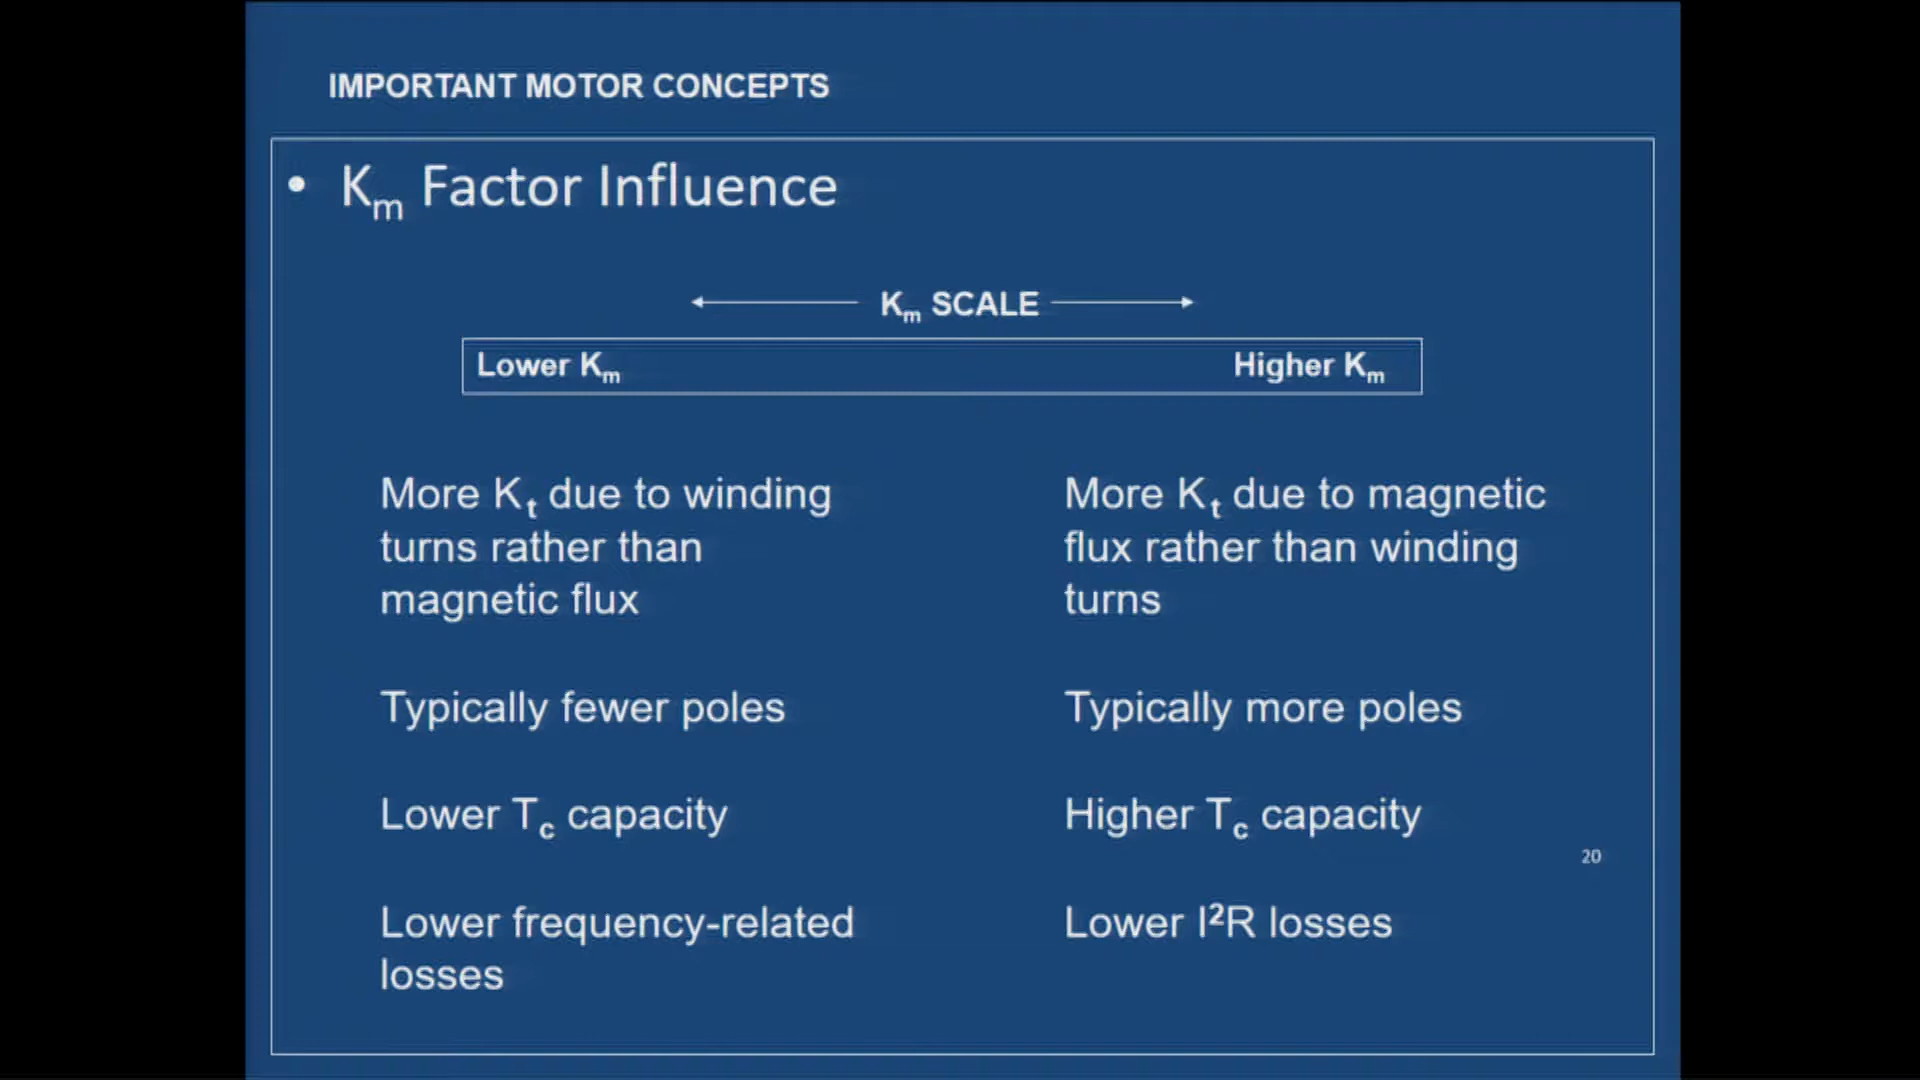 IMPORTANT MOTOR CONCEPTS
• Kₘ Factor Influence
Kₘ SCALE
Lower Kₘ
Higher Kₘ
More Kₜ due to winding
turns rather than
magnetic flux
Typically fewer poles
Lower T꜀ capacity
Lower frequency-related
losses
More Kₜ due to magnetic
flux rather than winding
turns
Typically more poles
Higher T꜀ capacity
Lower I²R losses
20